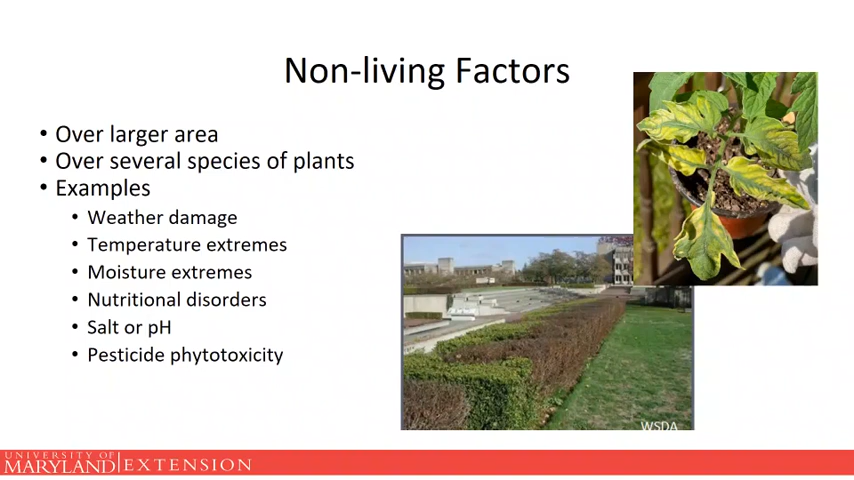 Non-living Factors
• Over larger area
• Over several species of plants
• Examples
• Weather damage
• Temperature extremes
• Moisture extremes
• Nutritional disorders
• Salt or pH
• Pesticide phytotoxicity
WSDA
UNIVERSITY OF
MARYLAND EXTENSION